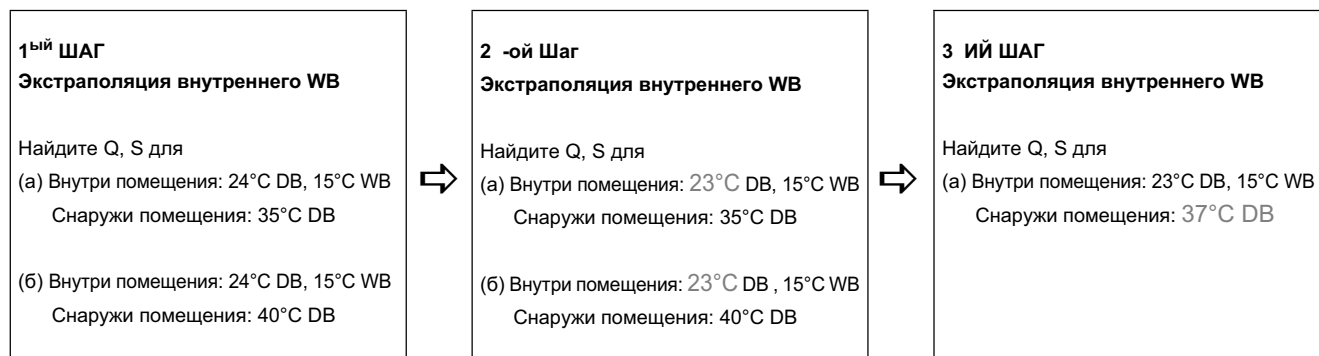 1ый ШАГ
Экстраполяция внутреннего WB
Найдите Q, S для
(а) Внутри помещения: 24°C DB, 15°C WB
Снаружи помещения: 35°C DB
(б) Внутри помещения: 24°C DB, 15°C WB
Снаружи помещения: 40°C DB
2 -ой Шаг
Экстраполяция внутреннего WB
Найдите Q, S для
(а) Внутри помещения: 23°C DB, 15°C WB
Снаружи помещения: 35°C DB
(б) Внутри помещения: 23°C DB , 15°C WB
Снаружи помещения: 40°C DB
3 ИЙ ШАГ
Экстраполяция внутреннего WB
Найдите Q, S для
(а) Внутри помещения: 23°C DB, 15°C WB
Снаружи помещения: 37°C DB